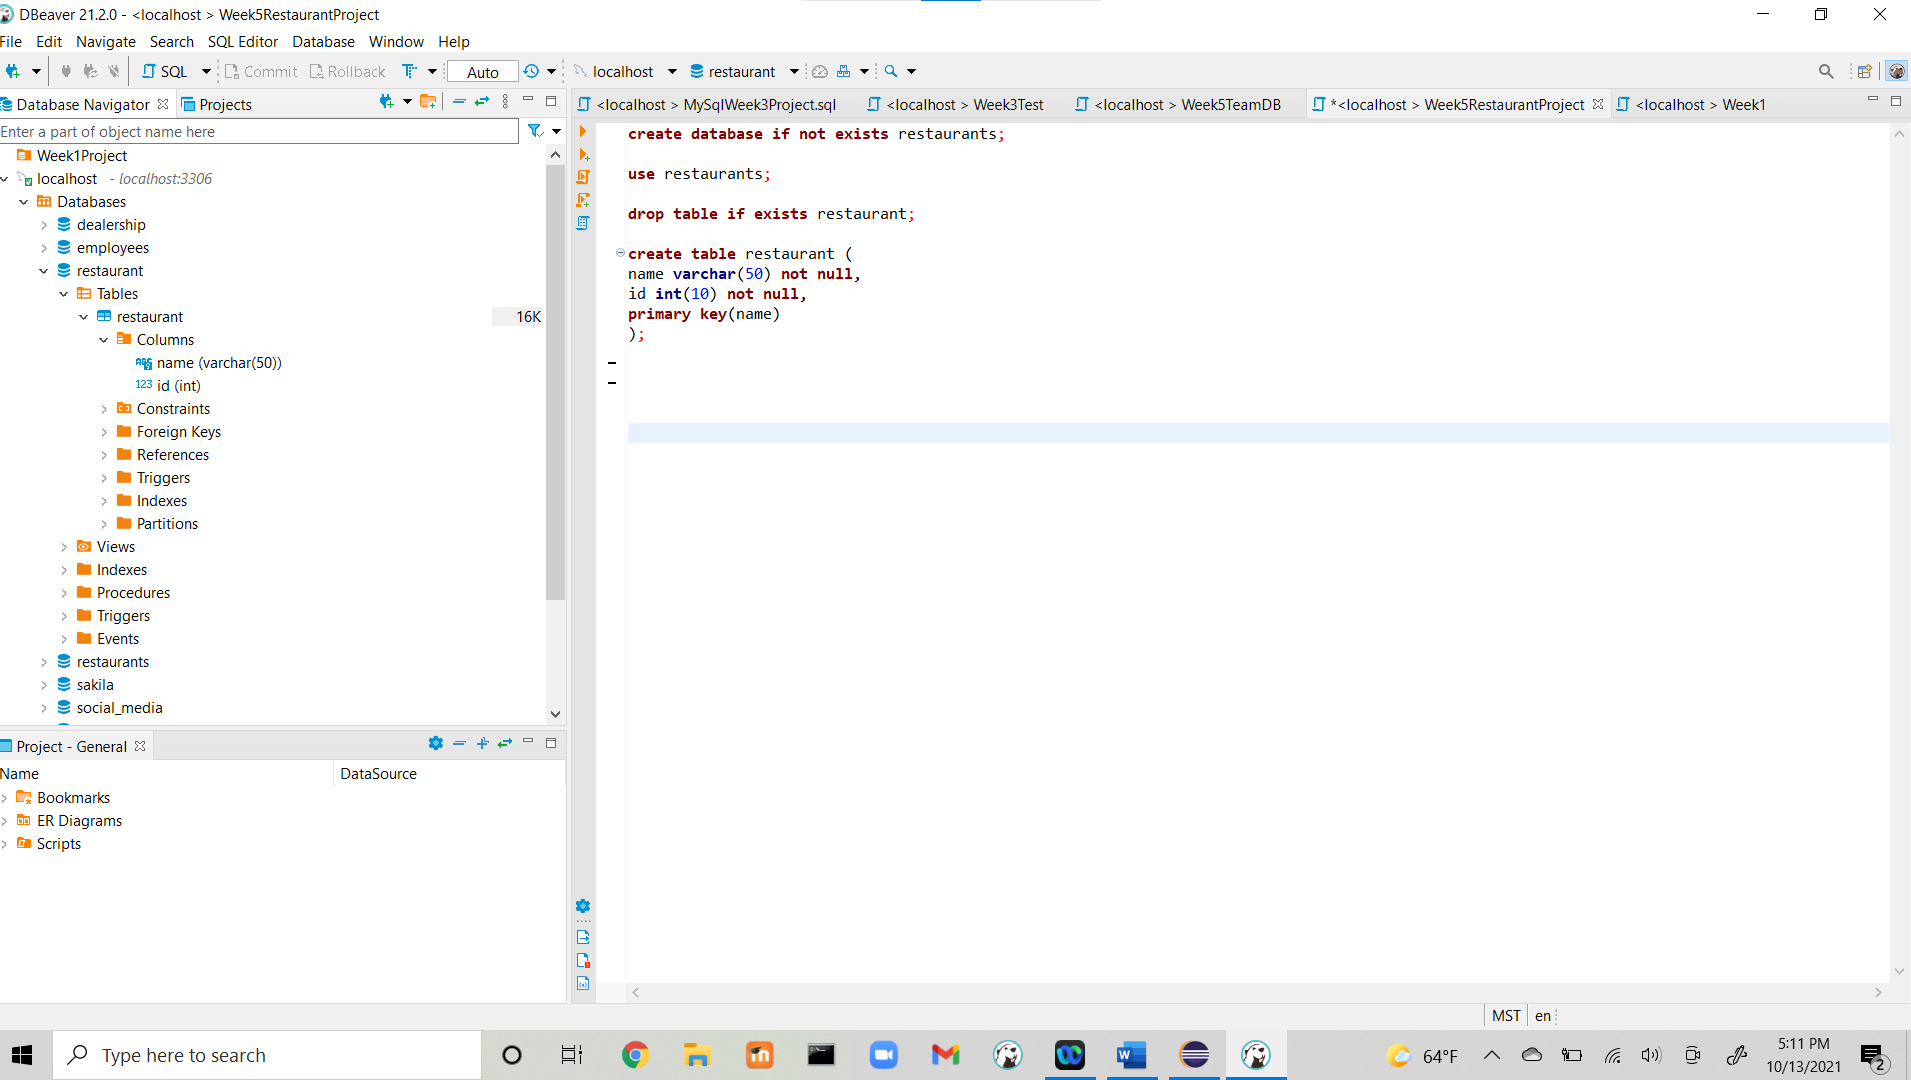 DBeaver 21.2.0 - <localhost > Week5RestaurantProject
File Edit Navigate Search SQL Editor Database Window Help
SQL Commit Rollback Auto localhost restaurant
Database Navigator Projects
Enter a part of object name here
Week1Project
localhost - localhost:3306
Databases
dealership
employees
restaurant
Tables
restaurant 16K
Columns
ABC name (varchar(50))
123 id (int)
Constraints
Foreign Keys
References
Triggers
Indexes
Partitions
Views
Indexes
Procedures
Triggers
Events
restaurants
sakila
social_media
Project - General
Name DataSource
Bookmarks
ER Diagrams
Scripts
<localhost > MySqlWeek3Project.sql <localhost > Week3Test <localhost > Week5TeamDB *<localhost > Week5RestaurantProject <localhost > Week1
create database if not exists restaurants;
use restaurants;
drop table if exists restaurant;
create table restaurant (
name varchar(50) not null,
id int(10) not null,
primary key(name)
);
MST en
Type here to search
64°F
5:11 PM
10/13/2021
2